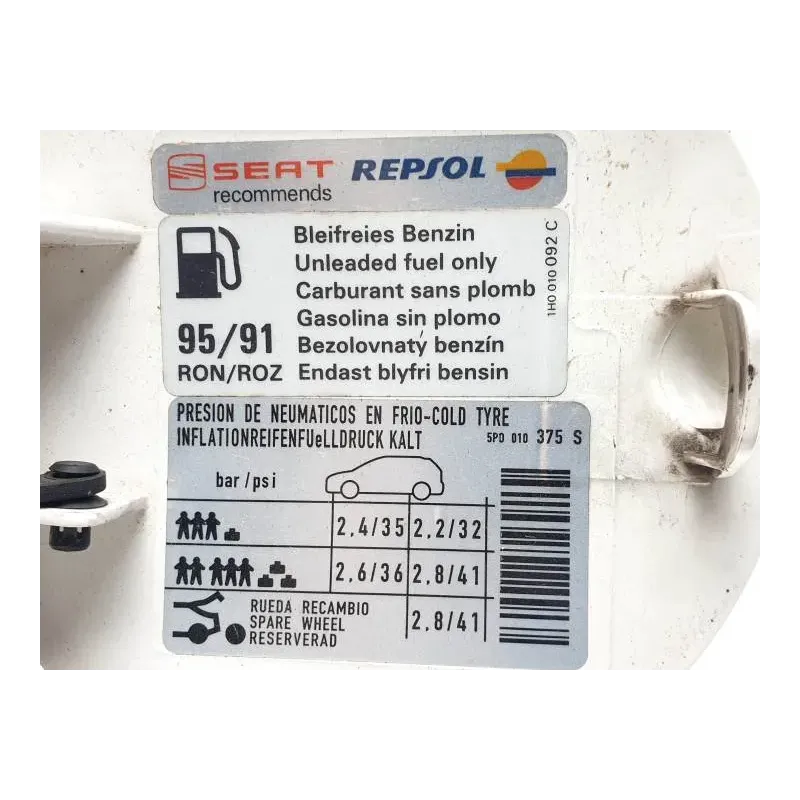 SEAT REPSOL
recommends
Bleifreies Benzin
Unleaded fuel only
Carburant sans plomb
Gasolina sin plomo
Bezolovnatý benzín
Endast blyfri bensin
95/91
RON/ROZ
1H0 010 092 C
PRESION DE NEUMATICOS EN FRIO-COLD TYRE
INFLATIONREIFENFUeLLDRUCK KALT
5P0 010 375 S
bar/psi
2,4/35 2,2/32
2,6/36 2,8/41
RUEDA RECAMBIO
SPARE WHEEL
RESERVERAD
2,8/41